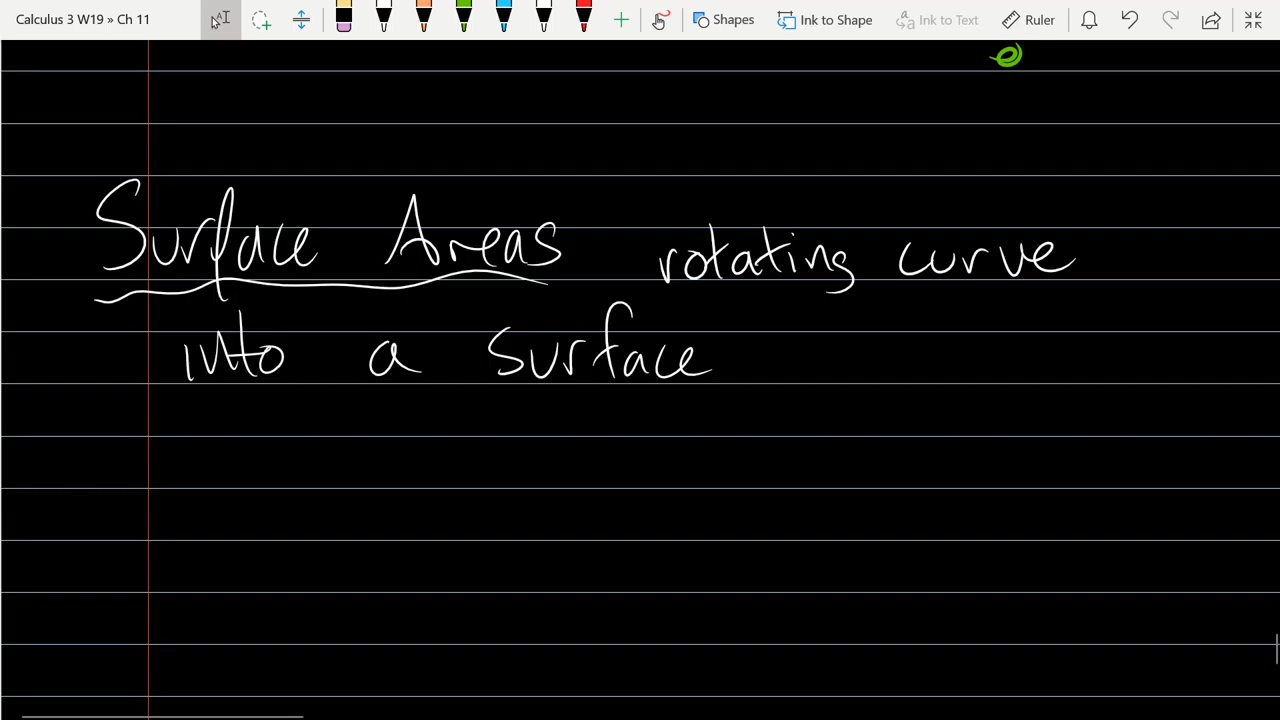 Calculus 3 W19 » Ch 11 Shapes Ink to Shape Ink to Text Ruler
Surface Areas rotating curve
into a surface